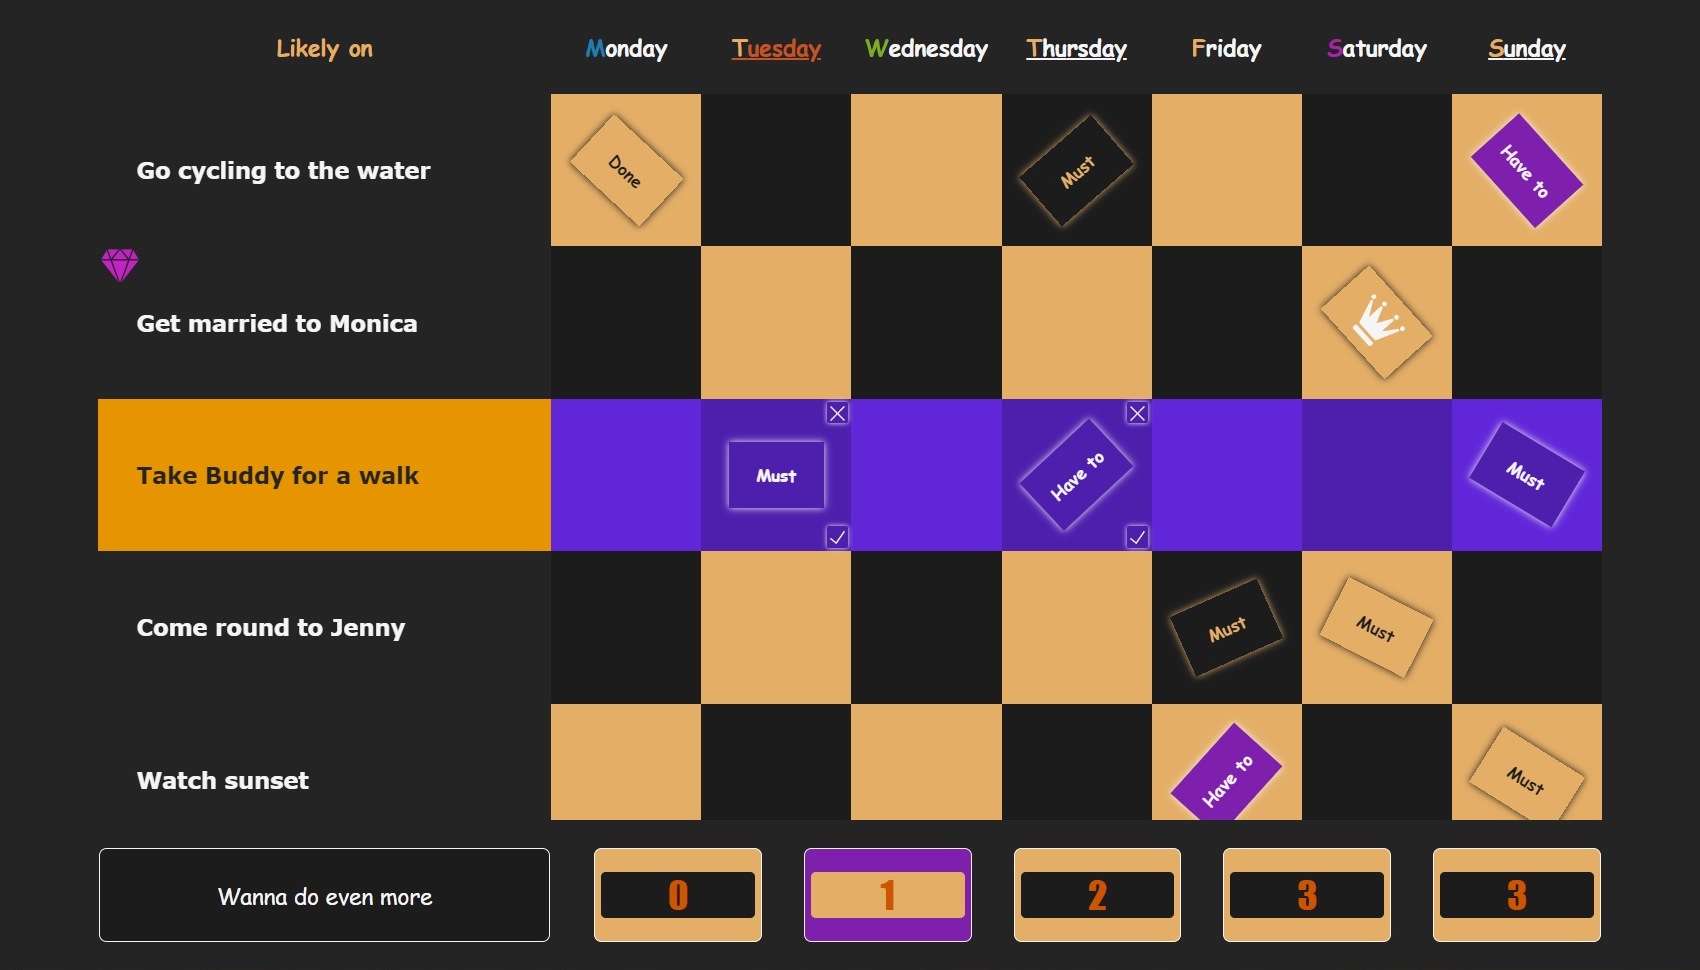 Likely on Monday Tuesday Wednesday Thursday Friday Saturday Sunday
Go cycling to the water Done Must Have to
Get married to Monica
Take Buddy for a walk Must Have to Must
Come round to Jenny Must Must
Watch sunset Have to Must
Wanna do even more 0 1 2 3 3